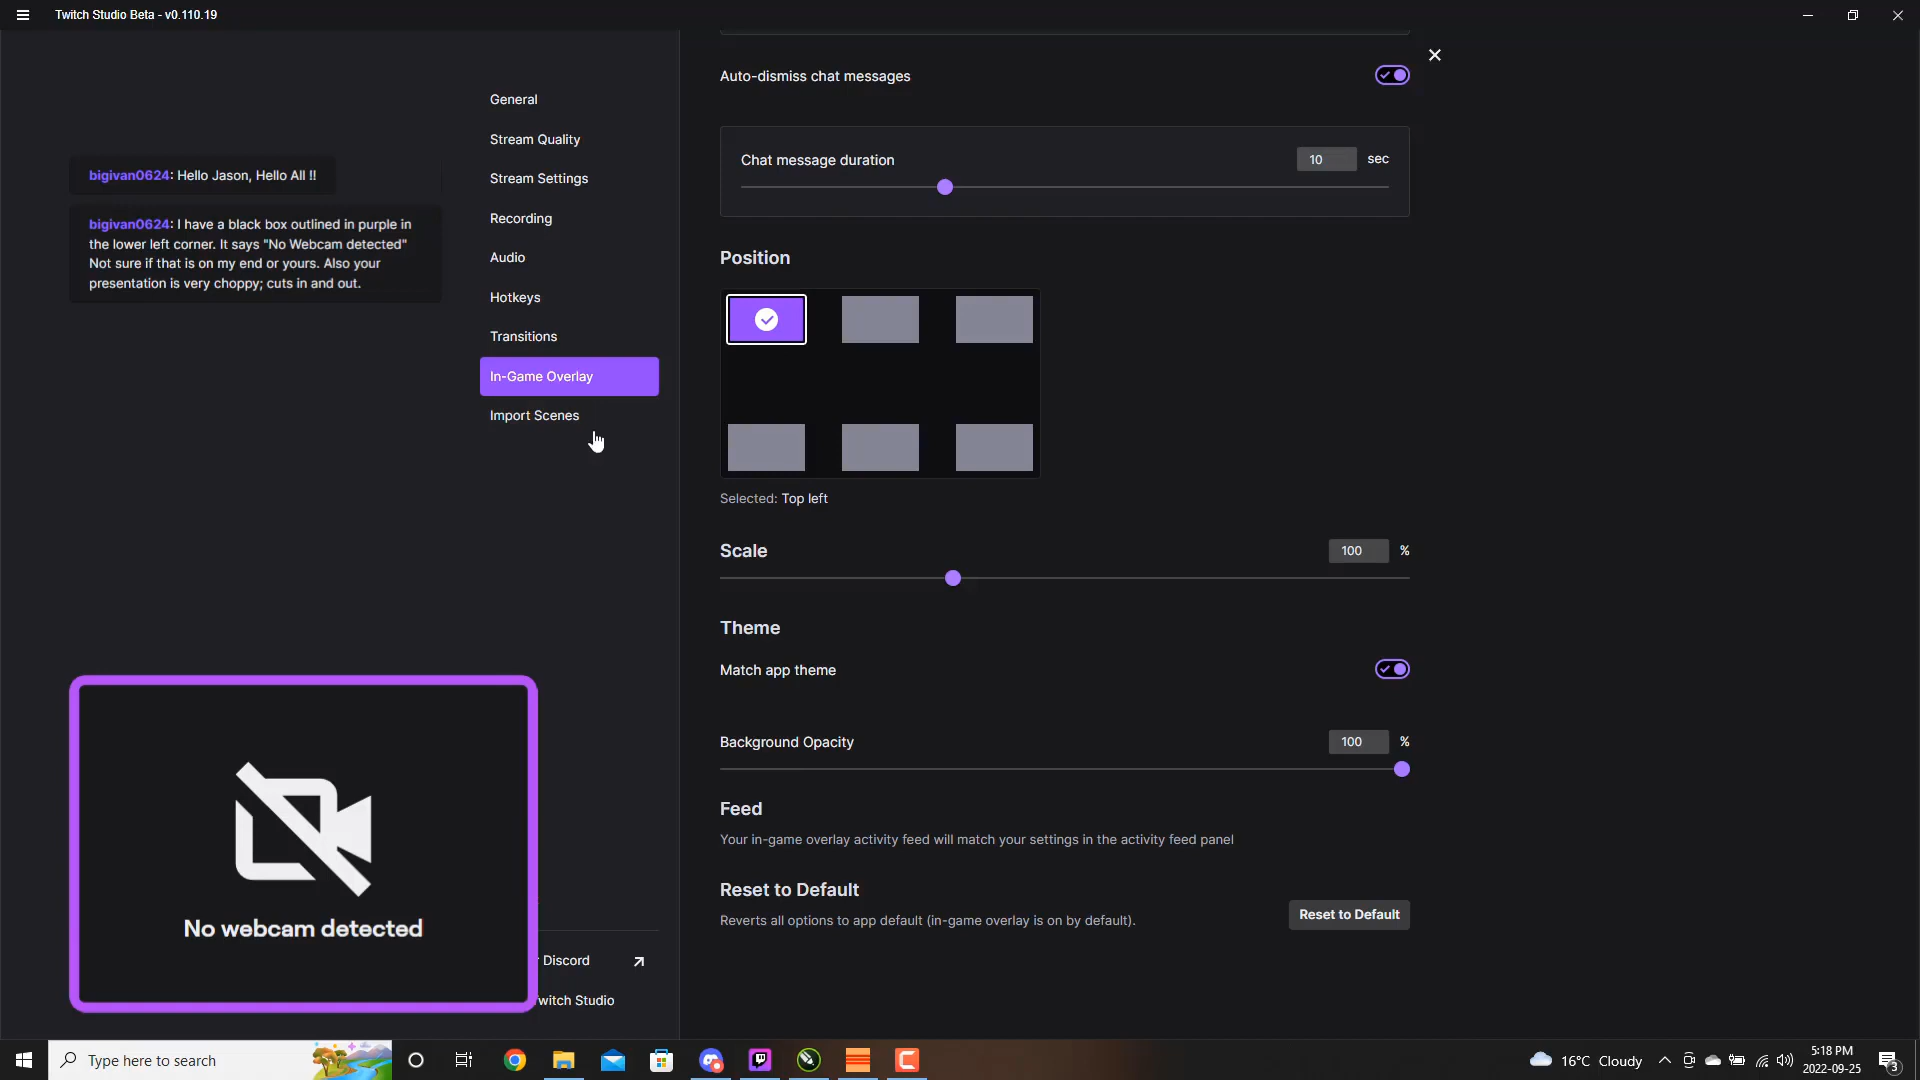 Twitch Studio Beta - v0.110.19
bigivan0624: Hello Jason, Hello All !!
bigivan0624: I have a black box outlined in purple in
the lower left corner. It says "No Webcam detected"
Not sure if that is on my end or yours. Also your
presentation is very choppy; cuts in and out.
General
Stream Quality
Stream Settings
Recording
Audio
Hotkeys
Transitions
In-Game Overlay
Import Scenes
Auto-dismiss chat messages
Chat message duration 10 sec
Position
Selected: Top left
Scale 100 %
Theme
Match app theme
Background Opacity 100 %
Feed
Your in-game overlay activity feed will match your settings in the activity feed panel
Reset to Default
Reverts all options to app default (in-game overlay is on by default).
Reset to Default
No webcam detected
Discord
witch Studio
Type here to search
16°C Cloudy
5:18 PM
2022-09-25
3